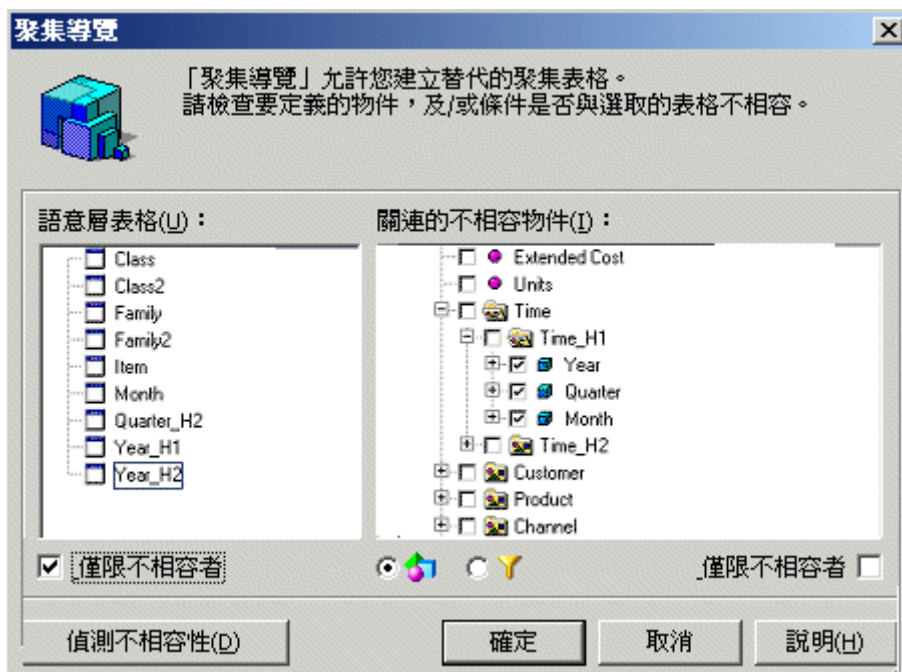 聚集導覽
「聚集導覽」允許您建立替代的聚集表格。
請檢查要定義的物件，及/或條件是否與選取的表格不相容。
語意層表格(U)：
Class
Class2
Family
Family2
Item
Month
Quarter_H2
Year_H1
Year_H2
關連的不相容物件(I)：
Extended Cost
Units
Time
Time_H1
Year
Quarter
Month
Time_H2
Customer
Product
Channel
僅限不相容者
_僅限不相容者
偵測不相容性(D)
確定
取消
說明(H)